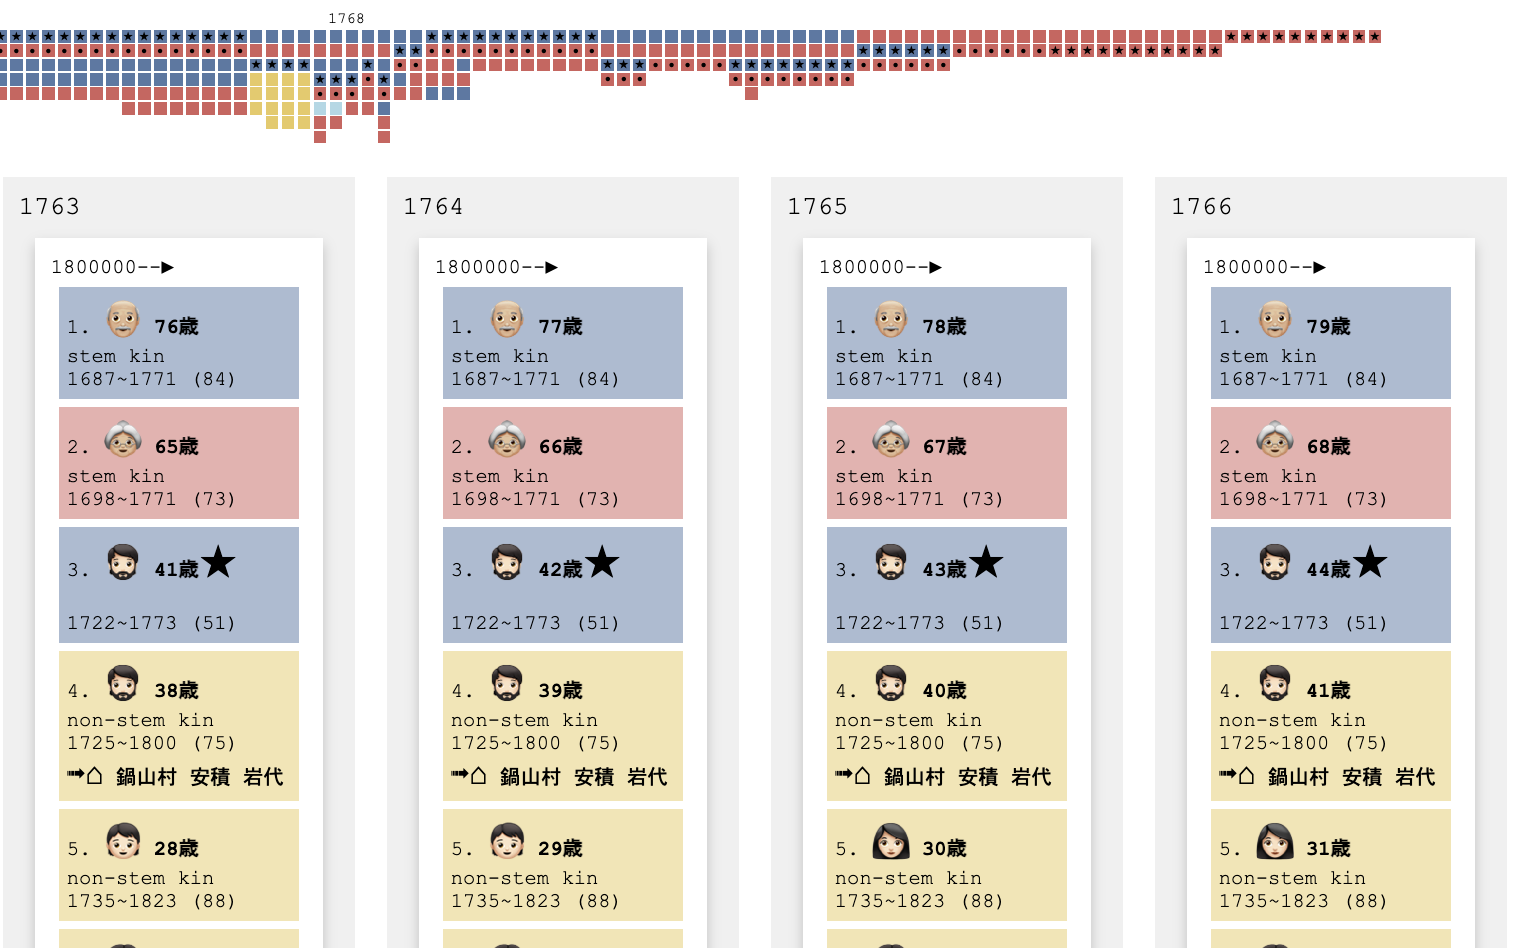 1768
1763
1800000--▶
1. 76歳
stem kin
1687~1771 (84)
2. 65歳
stem kin
1698~1771 (73)
3. 41歳★
1722~1773 (51)
4. 38歳
non-stem kin
1725~1800 (75)
➟⌂ 鍋山村 安積 岩代
5. 28歳
non-stem kin
1735~1823 (88)
1764
1800000--▶
1. 77歳
stem kin
1687~1771 (84)
2. 66歳
stem kin
1698~1771 (73)
3. 42歳★
1722~1773 (51)
4. 39歳
non-stem kin
1725~1800 (75)
➟⌂ 鍋山村 安積 岩代
5. 29歳
non-stem kin
1735~1823 (88)
1765
1800000--▶
1. 78歳
stem kin
1687~1771 (84)
2. 67歳
stem kin
1698~1771 (73)
3. 43歳★
1722~1773 (51)
4. 40歳
non-stem kin
1725~1800 (75)
➟⌂ 鍋山村 安積 岩代
5. 30歳
non-stem kin
1735~1823 (88)
1766
1800000--▶
1. 79歳
stem kin
1687~1771 (84)
2. 68歳
stem kin
1698~1771 (73)
3. 44歳★
1722~1773 (51)
4. 41歳
non-stem kin
1725~1800 (75)
➟⌂ 鍋山村 安積 岩代
5. 31歳
non-stem kin
1735~1823 (88)